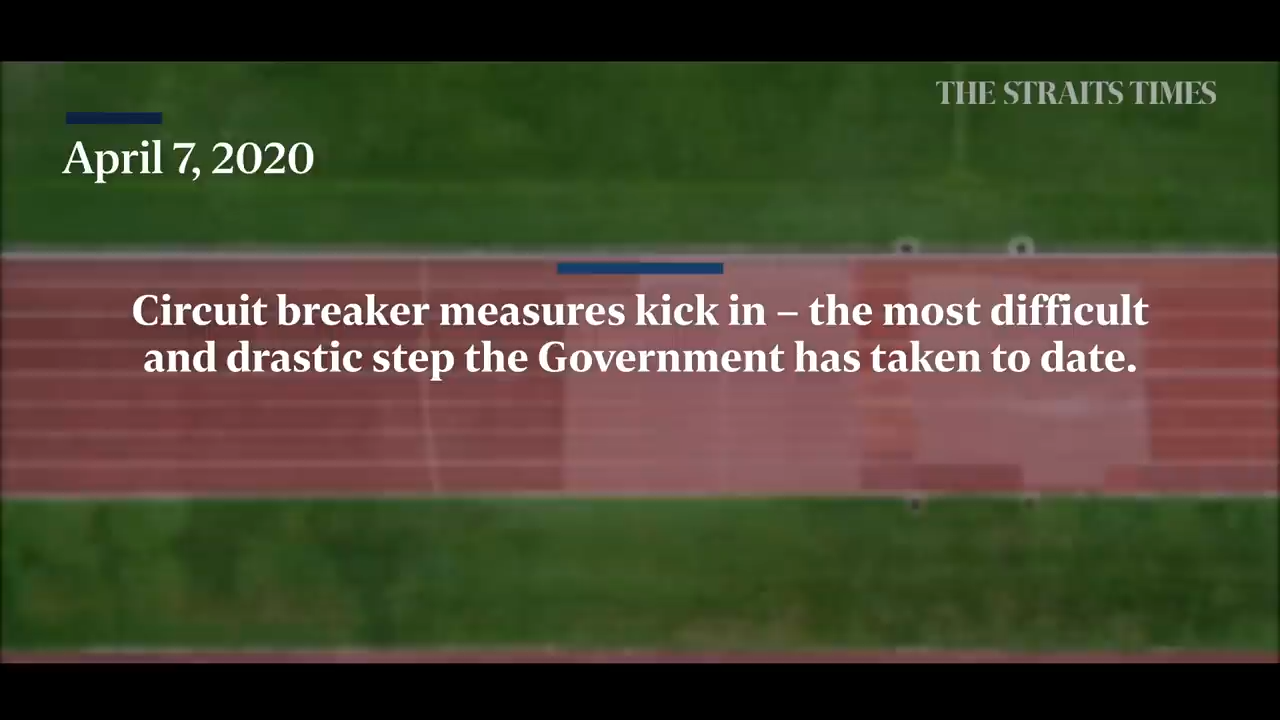 THE STRAITS TIMES
April 7, 2020
Circuit breaker measures kick in – the most difficult
and drastic step the Government has taken to date.